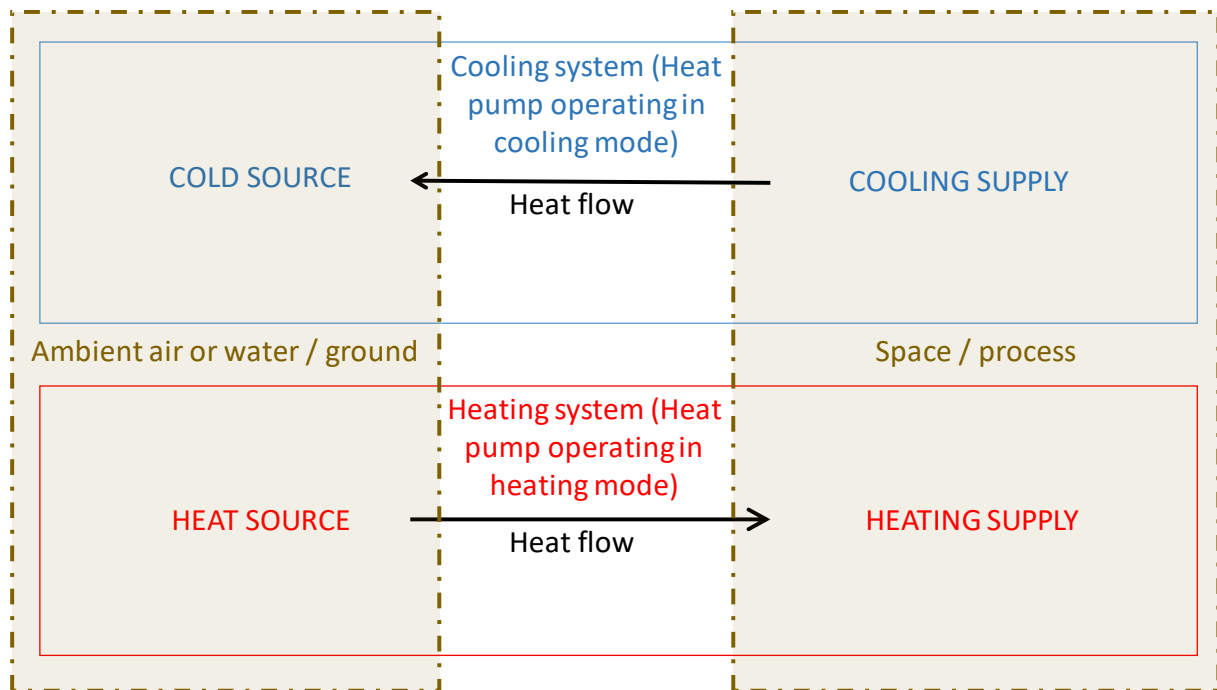 Cooling system (Heat
pump operating in
cooling mode)
COLD SOURCE
COOLING SUPPLY
Heat flow
Ambient air or water / ground
Space / process
Heating system (Heat
pump operating in
heating mode)
HEAT SOURCE
HEATING SUPPLY
Heat flow